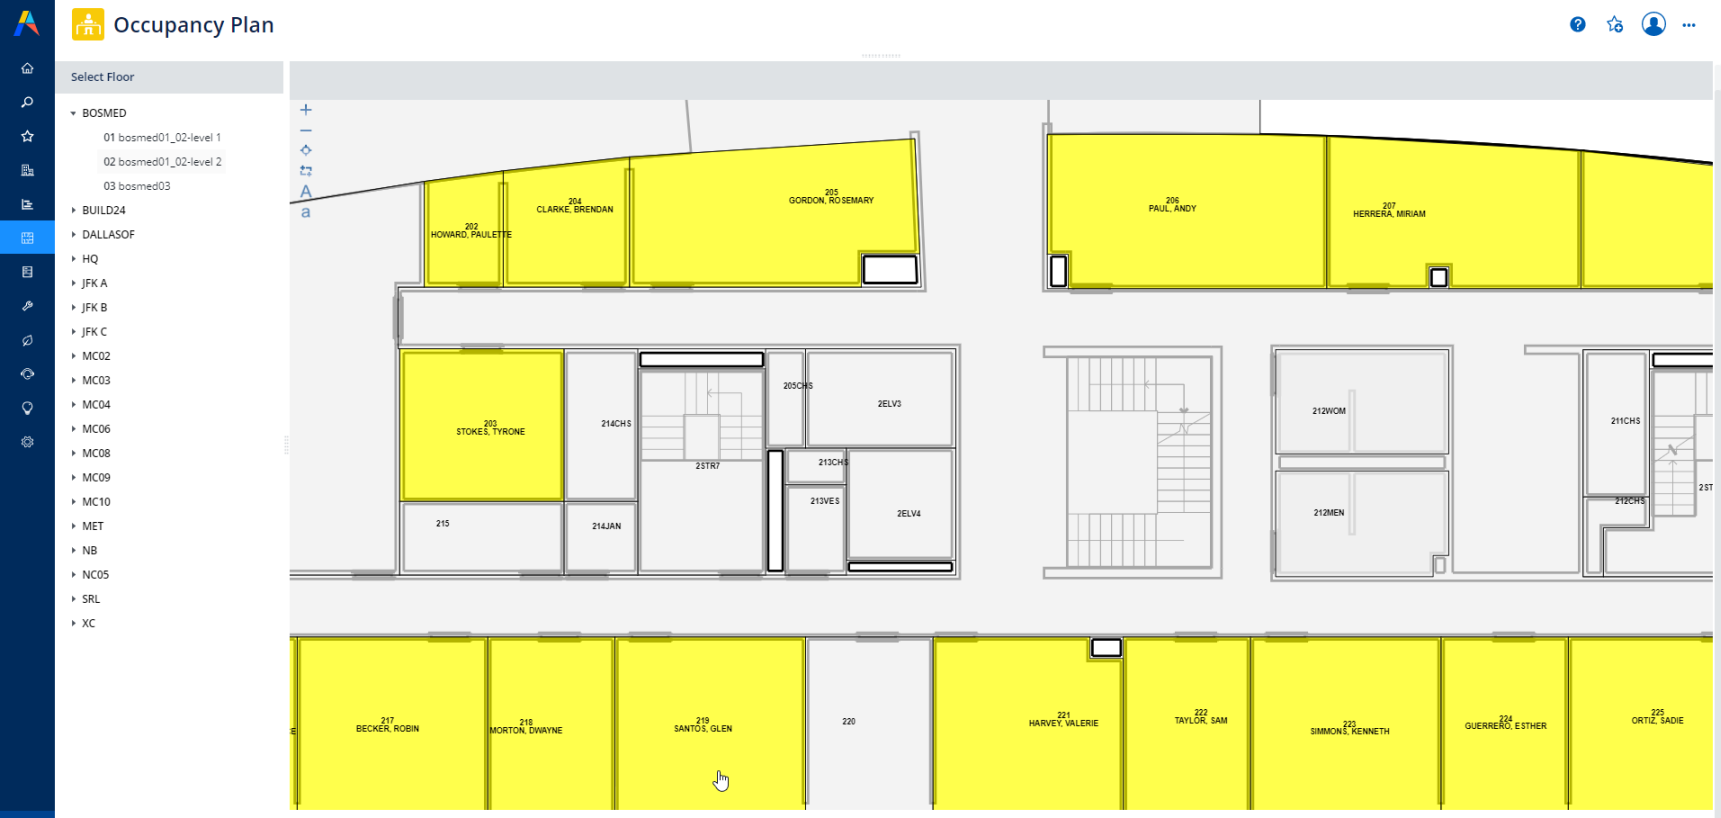 Occupancy Plan
Select Floor
BOSMED
01 bosmed01_02-level 1
02 bosmed01_02-level 2
03 bosmed03
BUILD24
DALLASOF
HQ
JFK A
JFK B
JFK C
MC02
MC03
MC04
MC06
MC08
MC09
MC10
MET
NB
NC05
SRL
XC
A
a
202
HOWARD, PAULETTE
204
CLARKE, BRENDAN
205
GORDON, ROSEMARY
206
PAUL, ANDY
207
HERRERA, MIRIAM
203
STOKES, TYRONE
214CHS
2STR7
205CHS
2ELV3
213CHS
213VES
2ELV4
215
214JAN
212WOM
212MEN
211CHS
212CHS
2ST
217
BECKER, ROBIN
218
MORTON, DWAYNE
219
SANTOS, GLEN
220
221
HARVEY, VALERIE
222
TAYLOR, SAM
223
SIMMONS, KENNETH
224
GUERRERO, ESTHER
225
ORTIZ, SADIE